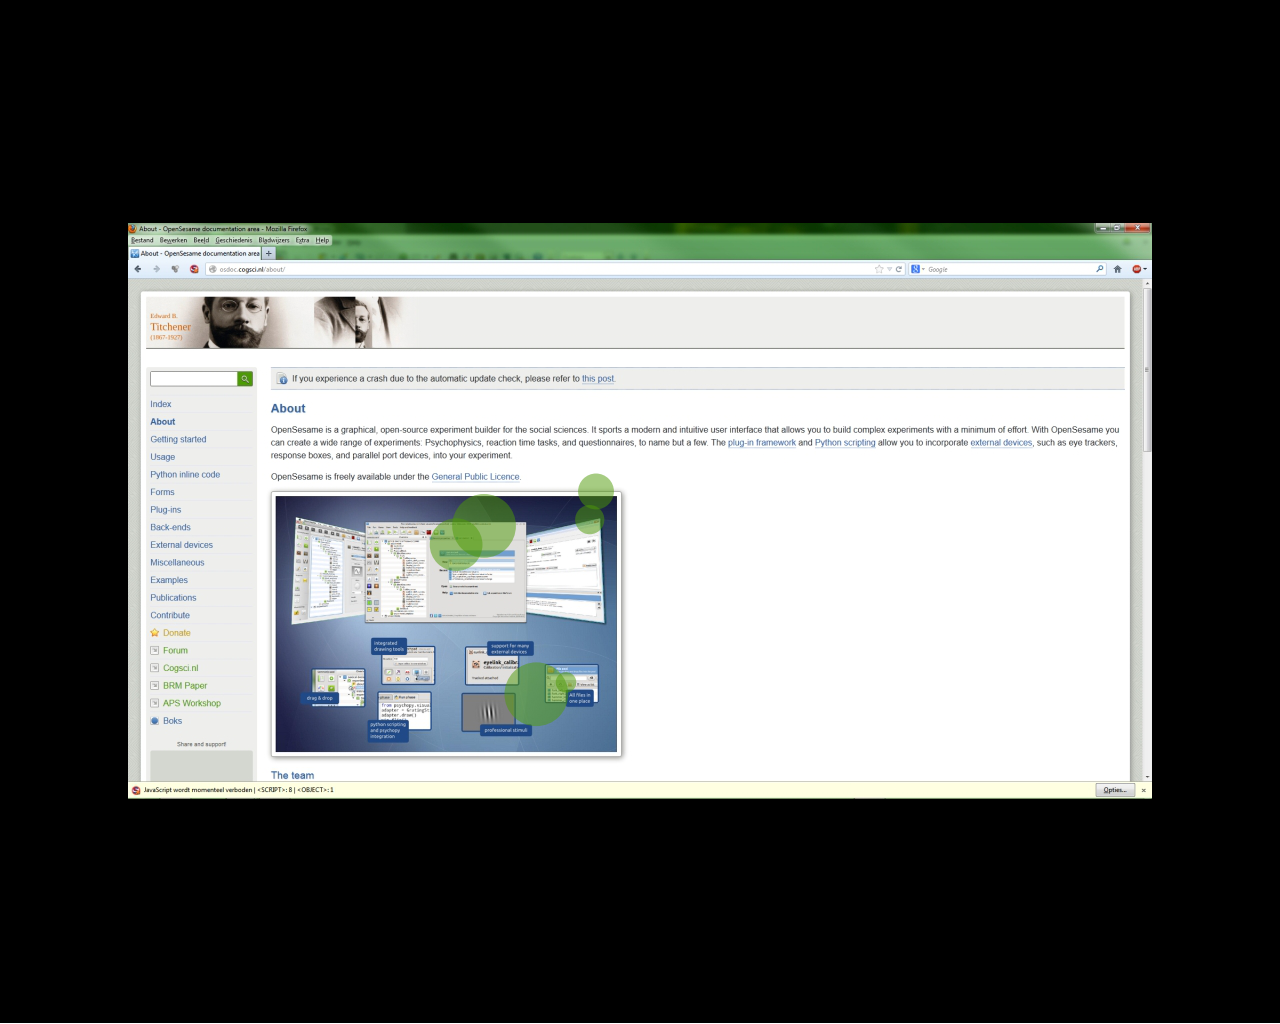 About - OpenSesame documentation area - Mozilla Firefox
Bestand Bewerken Beeld Geschiedenis Bladwijzers Extra Help
About - OpenSesame documentation area
osdoc.cogsci.nl/about/
Google
Edward B.
Titchener
(1867-1927)
If you experience a crash due to the automatic update check, please refer to this post.
Index
About
Getting started
Usage
Python inline code
Forms
Plug-ins
Back-ends
External devices
Miscellaneous
Examples
Publications
Contribute
Donate
Forum
Cogsci.nl
BRM Paper
APS Workshop
Boks
Share and support!
About
OpenSesame is a graphical, open-source experiment builder for the social sciences. It sports a modern and intuitive user interface that allows you to build complex experiments with a minimum of effort. With OpenSesame you
can create a wide range of experiments: Psychophysics, reaction time tasks, and questionnaires, to name but a few. The plug-in framework and Python scripting allow you to incorporate external devices, such as eye trackers,
response boxes, and parallel port devices, into your experiment.
OpenSesame is freely available under the General Public Licence.
integrated
drawing tools
support for many
external devices
eyelink_calibr
drag & drop
All files in
one place
from psychopy.visua
adapter.draw()
python scripting
and psychopy
integration
professional stimuli
The team
JavaScript wordt momenteel verboden | <SCRIPT>: 8 | <OBJECT>: 1
Opties...